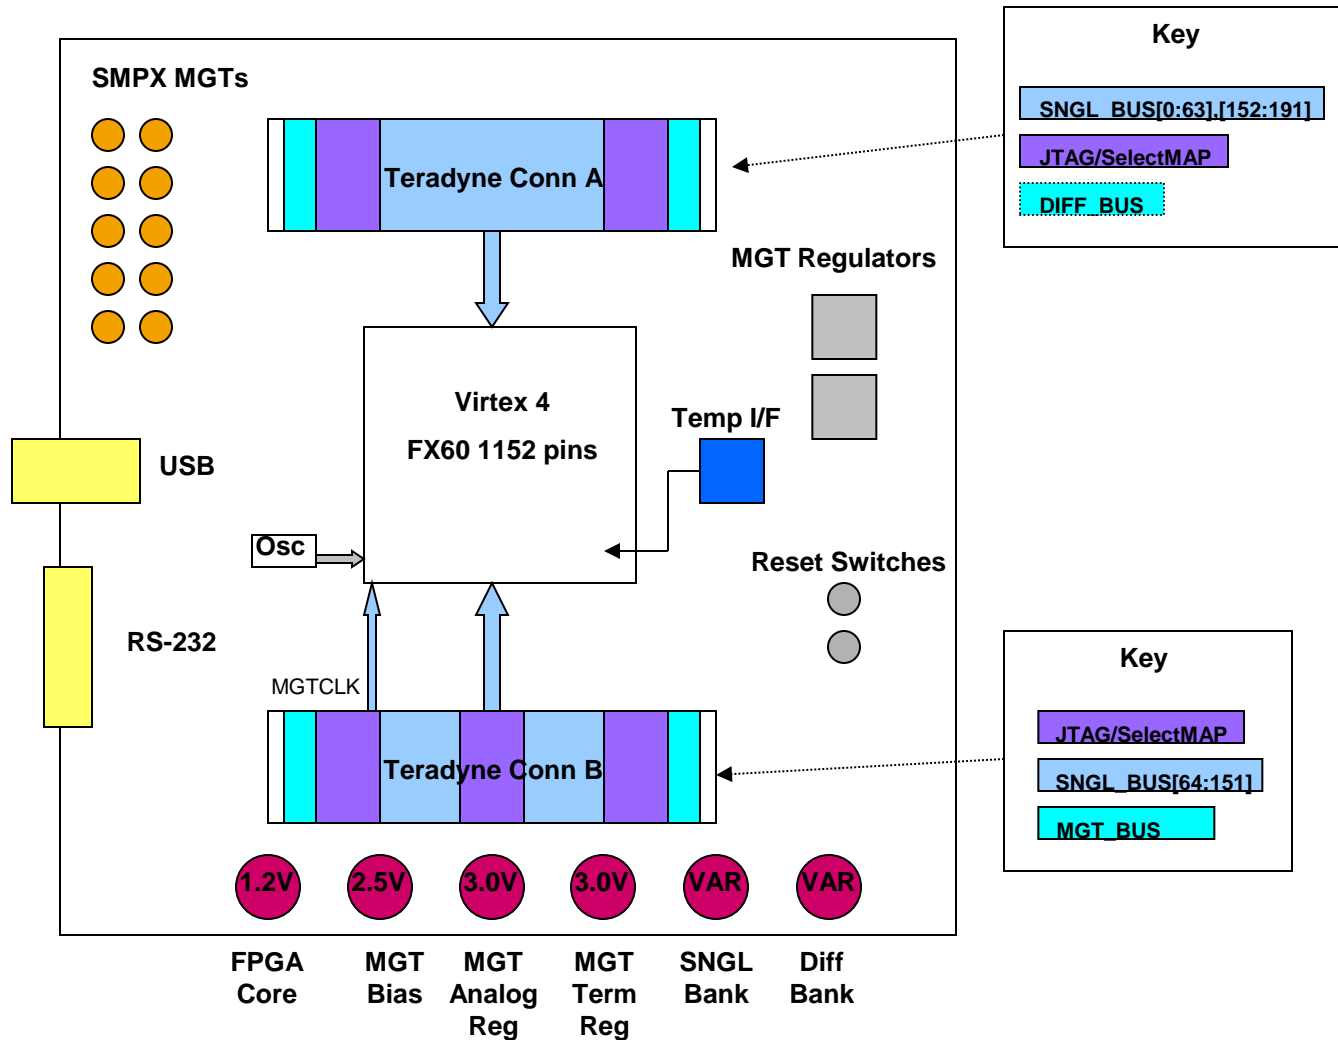 Key
SMPX MGTs
SNGL_BUS[0:63],[152:191]
JTAG/SelectMAP
Teradyne Conn A
DIFF_BUS
MGT Regulators
Virtex 4
FX60 1152 pins
Temp I/F
USB
Osc
Reset Switches
RS-232
Key
MGTCLK
JTAG/SelectMAP
Teradyne Conn B
SNGL_BUS[64:151]
MGT_BUS
1.2V
2.5V
3.0V
3.0V
VAR
VAR
FPGA
Core
MGT
Bias
MGT
Analog
Reg
MGT
Term
Reg
SNGL
Bank
Diff
Bank